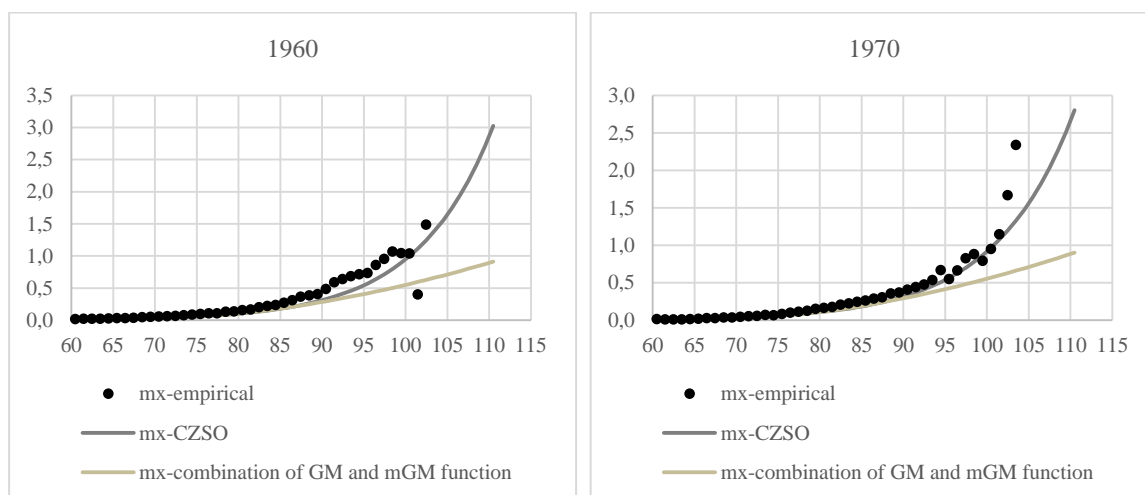 1960
3,5
3,0
2,5
2,0
1,5
1,0
0,5
0,0
60 65 70 75 80 85 90 95 100 105 110 115
mx-empirical
mx-CZSO
mx-combination of GM and mGM function
1970
3,0
2,5
2,0
1,5
1,0
0,5
0,0
60 65 70 75 80 85 90 95 100 105 110 115
mx-empirical
mx-CZSO
mx-combination of GM and mGM function